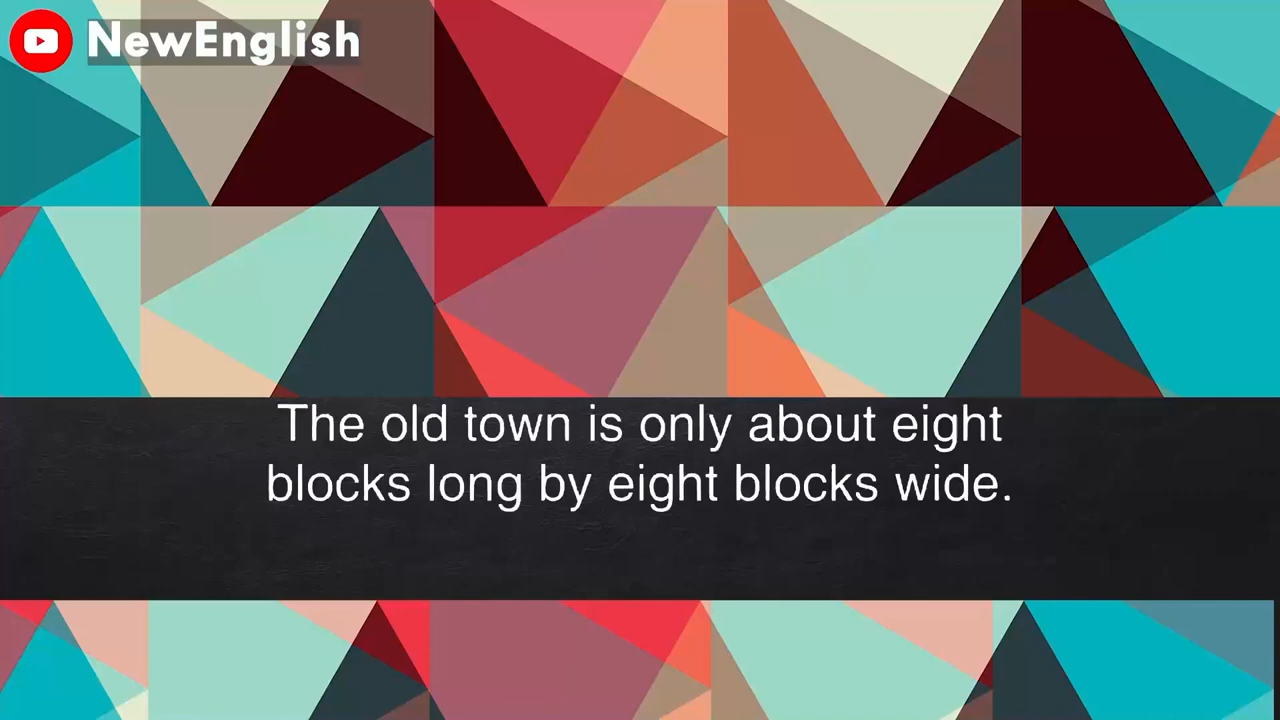 NewEnglish
The old town is only about eight
blocks long by eight blocks wide.